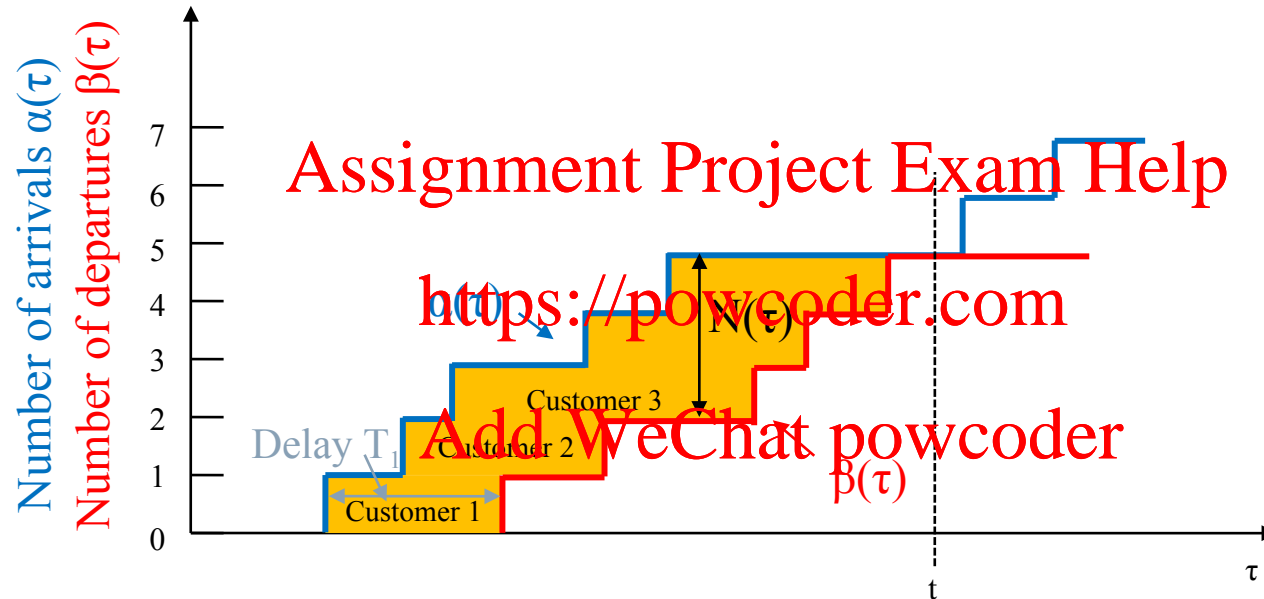 Number of arrivals α(τ)
Number of departures β(τ)
7
6
5
4
3
2
1
0
Assignment Project Exam Help
α(τ)
https://powcoder.com
N(τ)
Customer 3
Delay T1
Add WeChat powcoder
Customer 2
β(τ)
Customer 1
τ
t